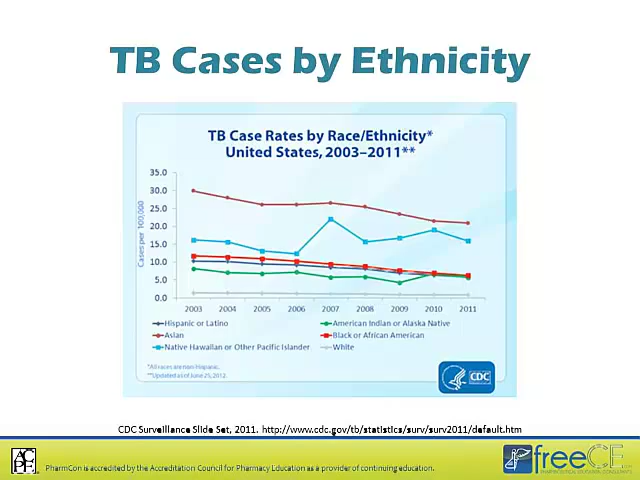 TB Cases by Ethnicity
TB Case Rates by Race/Ethnicity*
United States, 2003–2011**
Cases per 100,000
35.0
30.0
25.0
20.0
15.0
10.0
5.0
0.0
2003 2004 2005 2006 2007 2008 2009 2010 2011
Hispanic or Latino
American Indian or Alaska Native
Asian
Black or African American
Native Hawaiian or Other Pacific Islander
White
*All races are non-Hispanic.
**Updated as of June 25, 2012.
CDC
CDC Surveillance Slide Set, 2011. http://www.cdc.gov/tb/statistics/surv/surv2011/default.htm
ACPE
PharmCon is accredited by the Accreditation Council for Pharmacy Education as a provider of continuing education.
freeCE